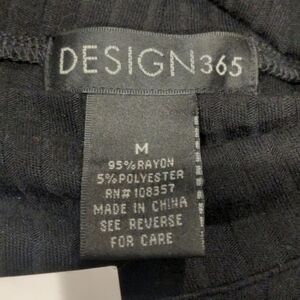 DESIGN365
M
95%RAYON
5%POLYESTER
RN#108357
MADE IN CHINA
SEE REVERSE
FOR CARE